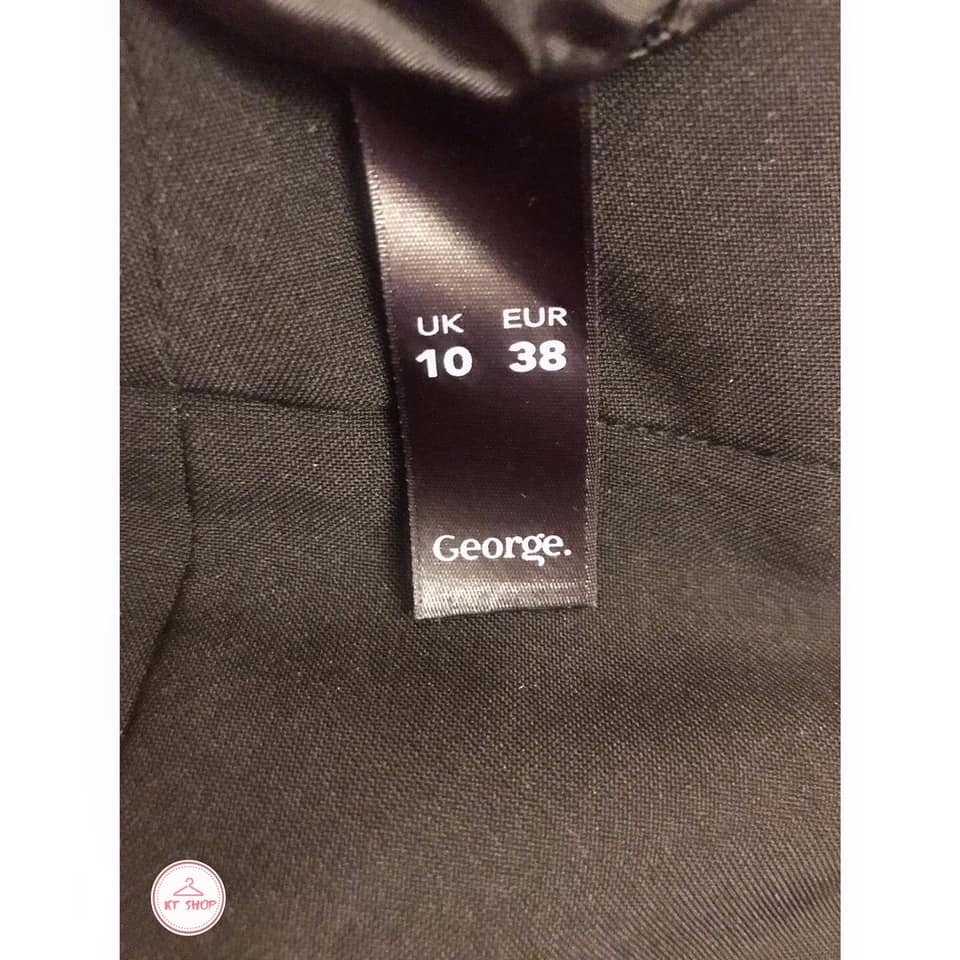 UK EUR
10 38
George.
KT SHOP